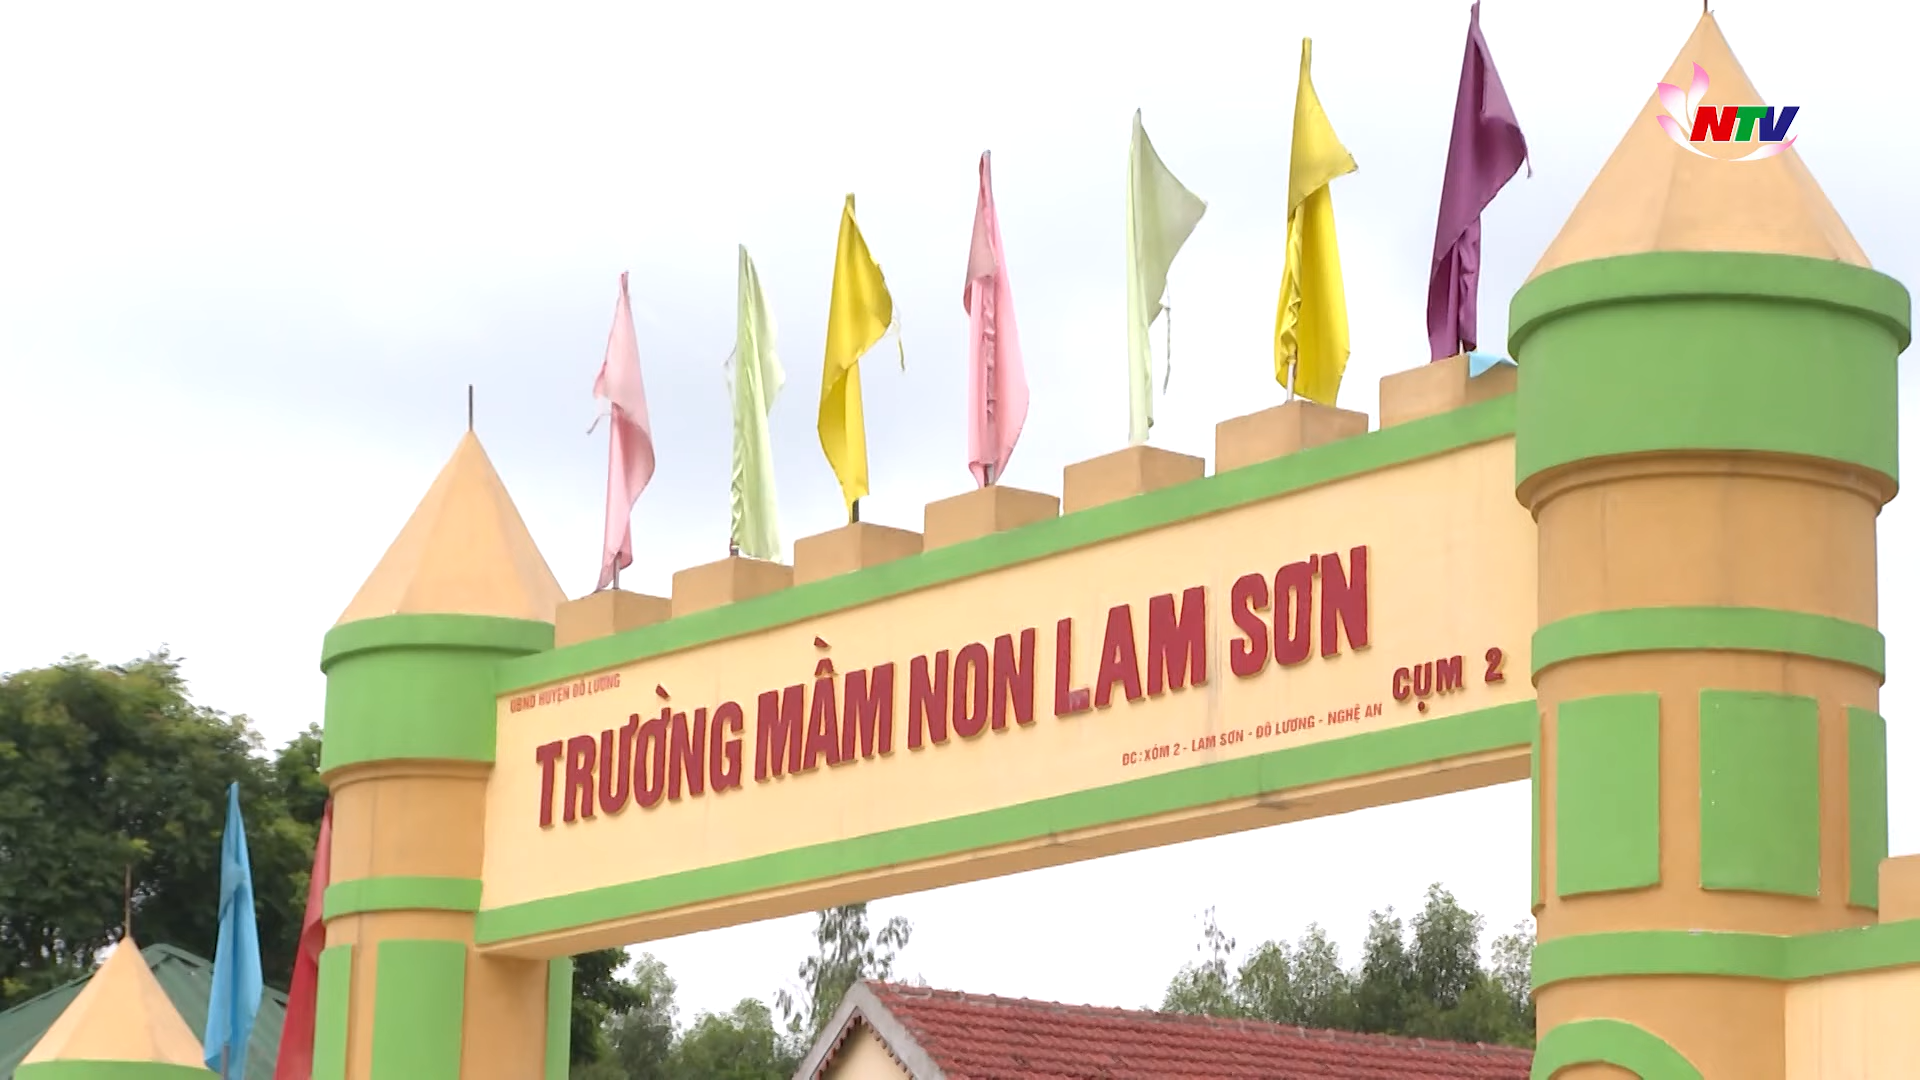 NTV
UBND HUYỆN ĐÔ LƯƠNG
TRƯỜNG MẦM NON LAM SƠN
CỤM 2
ĐC: XÓM 2 - LAM SƠN - ĐÔ LƯƠNG - NGHỆ AN